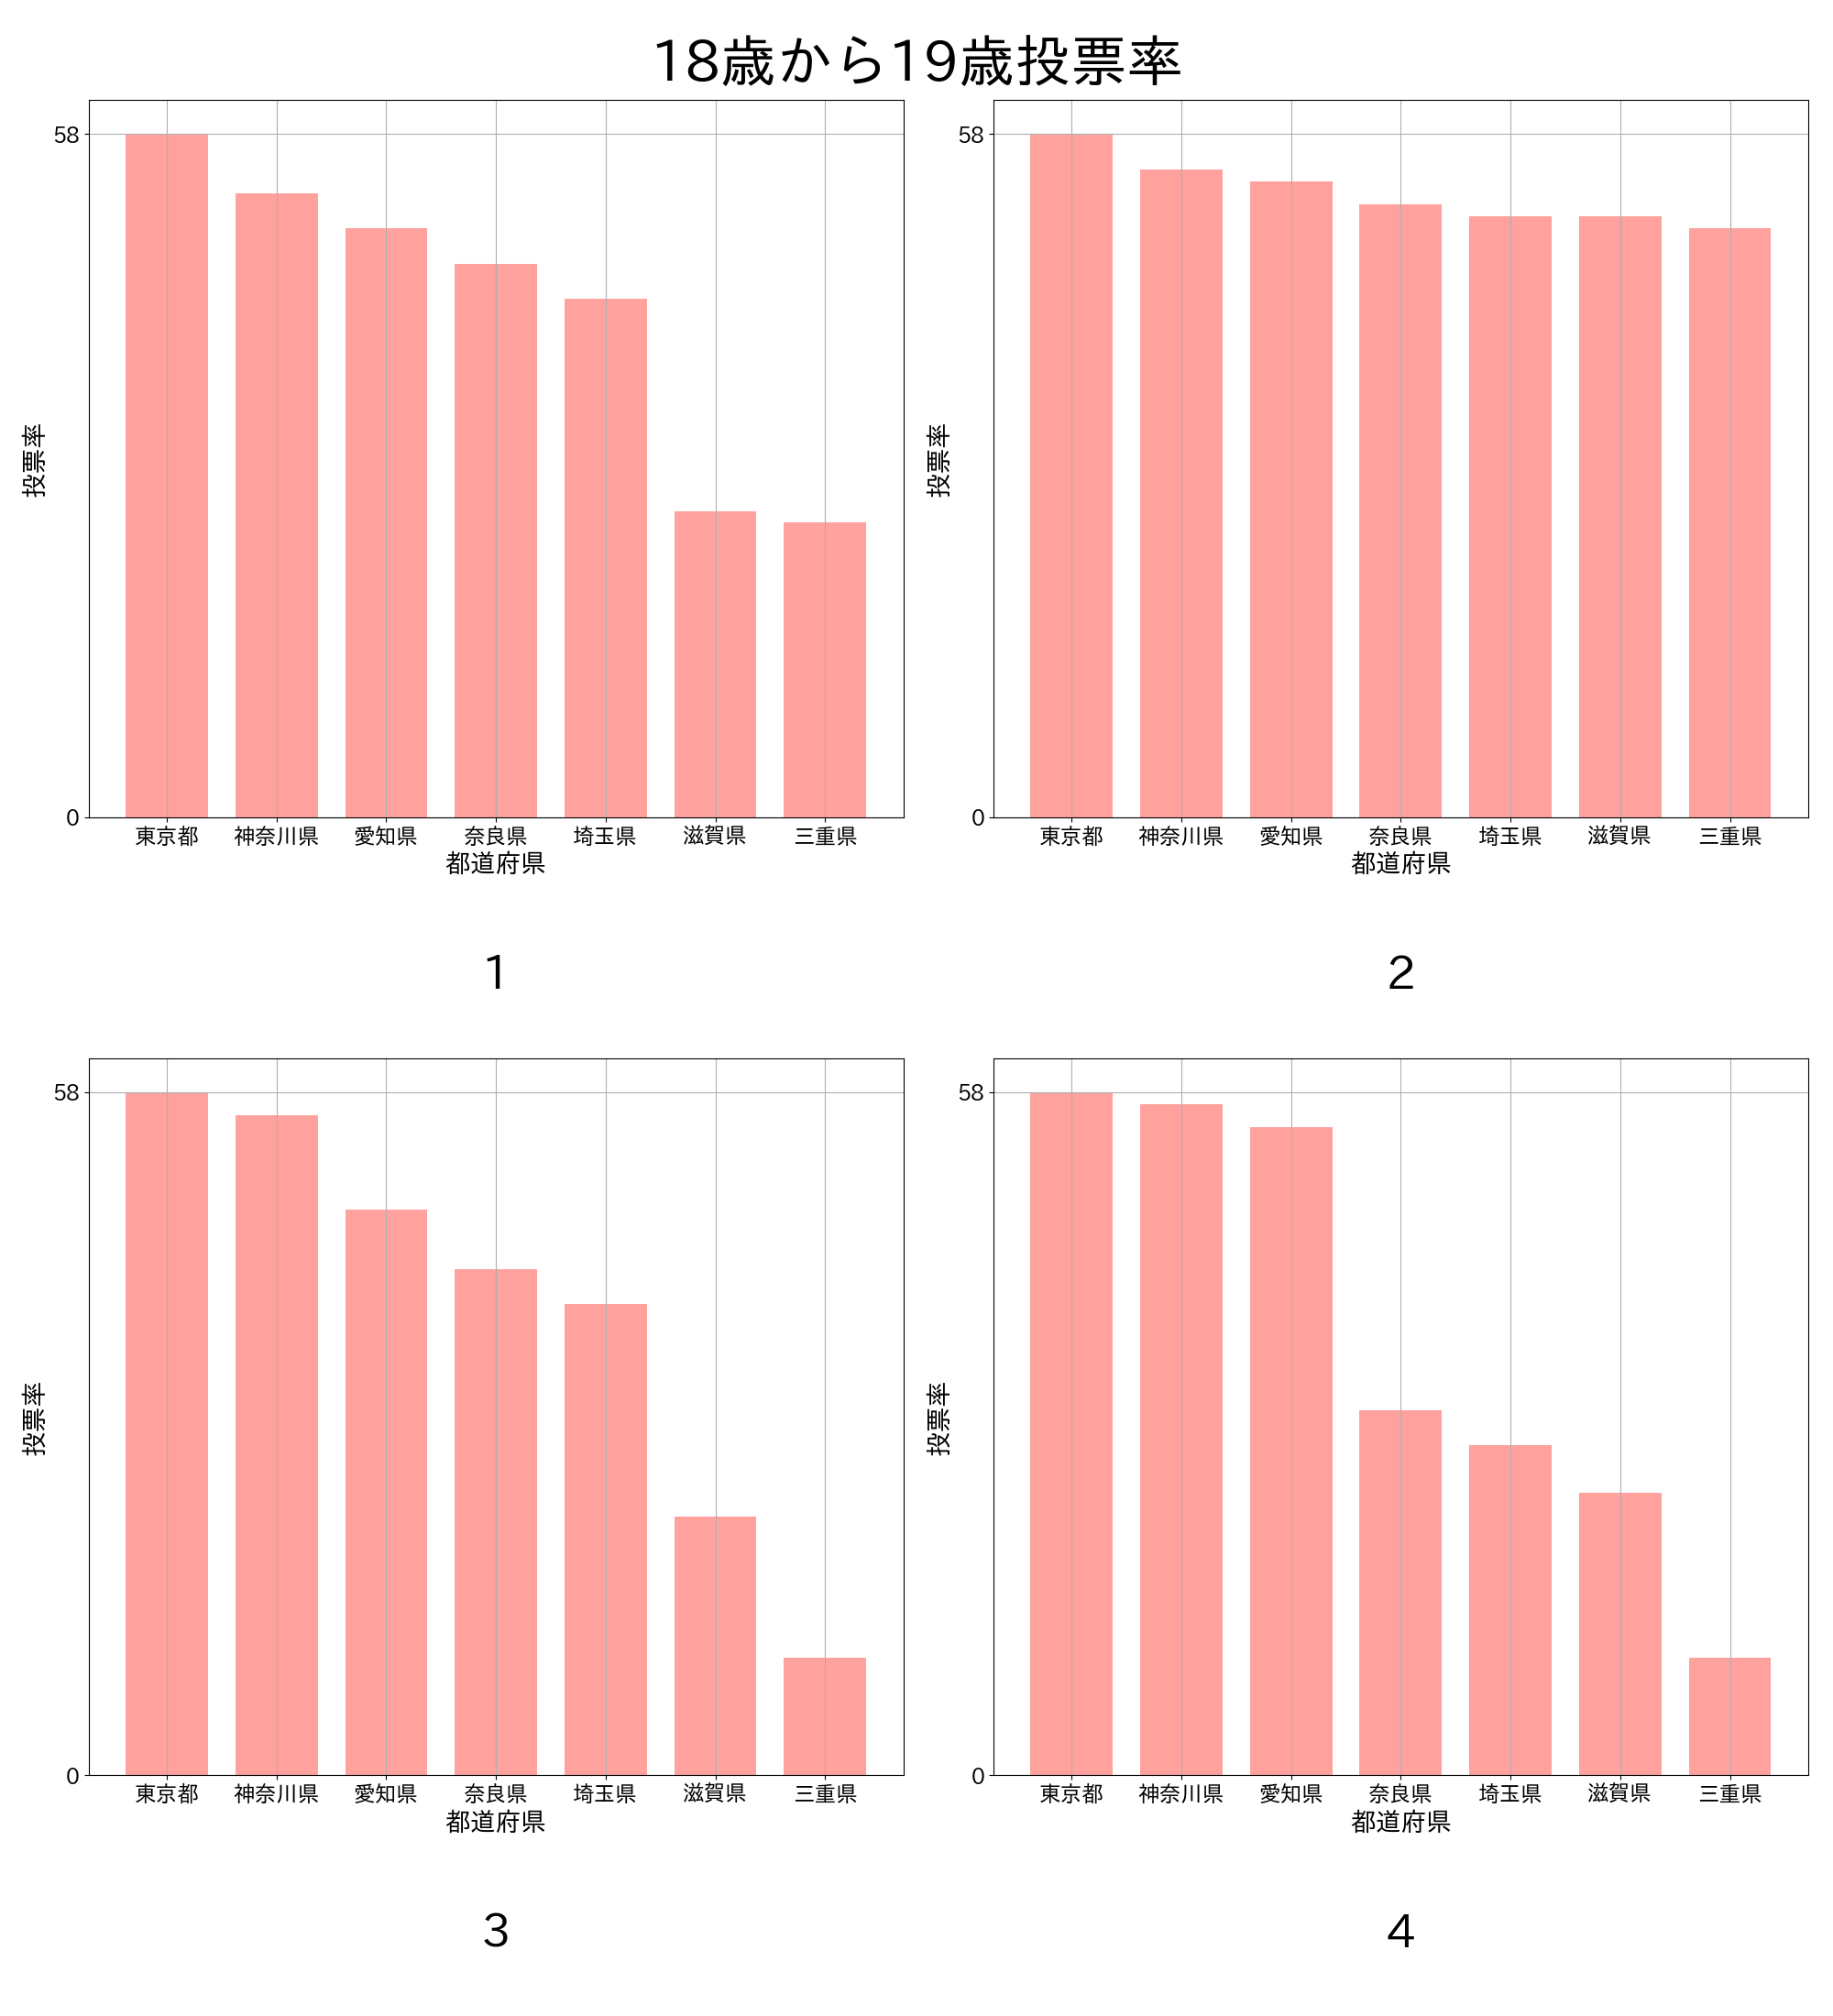 18歳から19歳投票率
58
0
投票率
東京都 神奈川県 愛知県 奈良県 埼玉県 滋賀県 三重県
都道府県
1
58
0
投票率
東京都 神奈川県 愛知県 奈良県 埼玉県 滋賀県 三重県
都道府県
2
58
0
投票率
東京都 神奈川県 愛知県 奈良県 埼玉県 滋賀県 三重県
都道府県
3
58
0
投票率
東京都 神奈川県 愛知県 奈良県 埼玉県 滋賀県 三重県
都道府県
4